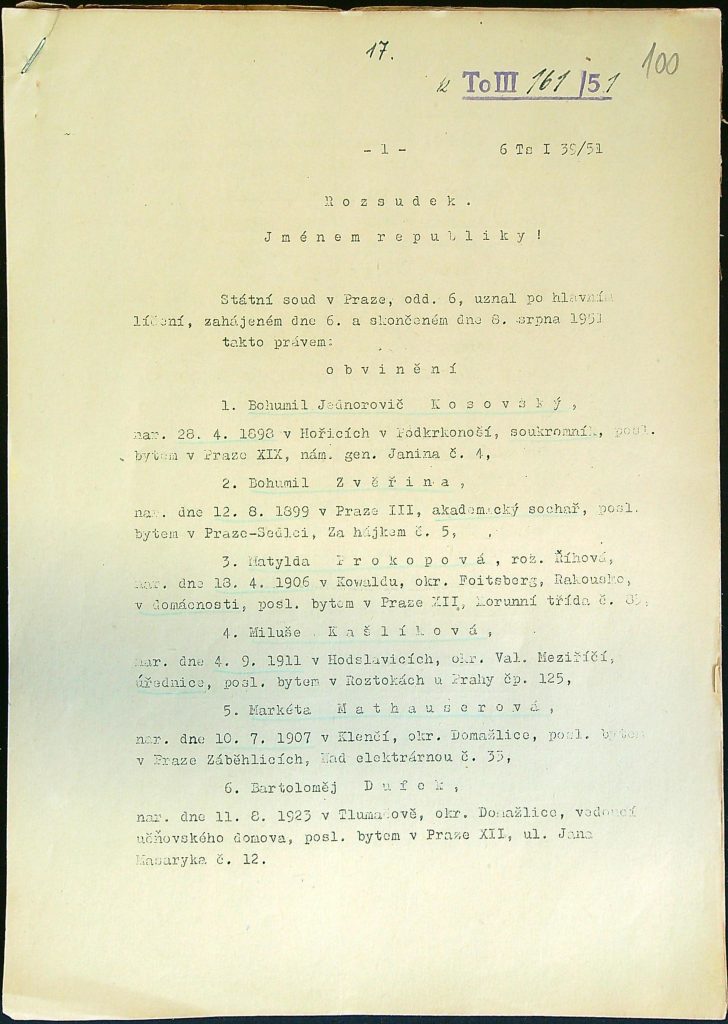 17.
100
k To III 161/51
- 1 - 6 Ts I 39/51
Rozsudek.
Jménem republiky!
Státní soud v Praze, odd. 6, uznal po hlavním
líčení, zahájeném dne 6. a skončeném dne 8. srpna 1951
takto právem:
obvinění
1. Bohumil Jednorovič Kosovský,
nar. 28. 4. 1898 v Hořicích v Podkrkonoší, soukromník, posl.
bytem v Praze XIX, nám. gen. Janina č. 4,
2. Bohumil Zvěřina,
nar. dne 12. 8. 1899 v Praze III, akademický sochař, posl.
bytem v Praze-Sedlci, Za hájkem č. 5,
3. Matylda Prokopová, rož. Říhová,
nar. dne 18. 4. 1906 v Kowaldu, okr. Foitsberg, Rakousko,
v domácnosti, posl. bytem v Praze XII, Korunní třída č.
4. Miluše Kašlíková,
nar. dne 4. 9. 1911 v Hodslavicích, okr. Val. Meziříčí,
úřednice, posl. bytem v Roztokách u Prahy čp. 125,
5. Markéta Mathauserová,
nar. dne 10. 7. 1907 v Klenčí, okr. Domažlice, posl. bytem
v Praze Záběhlicích, Nad elektrárnou č. 35,
6. Bartoloměj Dufek,
nar. dne 11. 8. 1923 v Tlumačově, okr. Domažlice, vedoucí
učňovského domova, posl. bytem v Praze XII, ul. Jana
Masaryka č. 12.